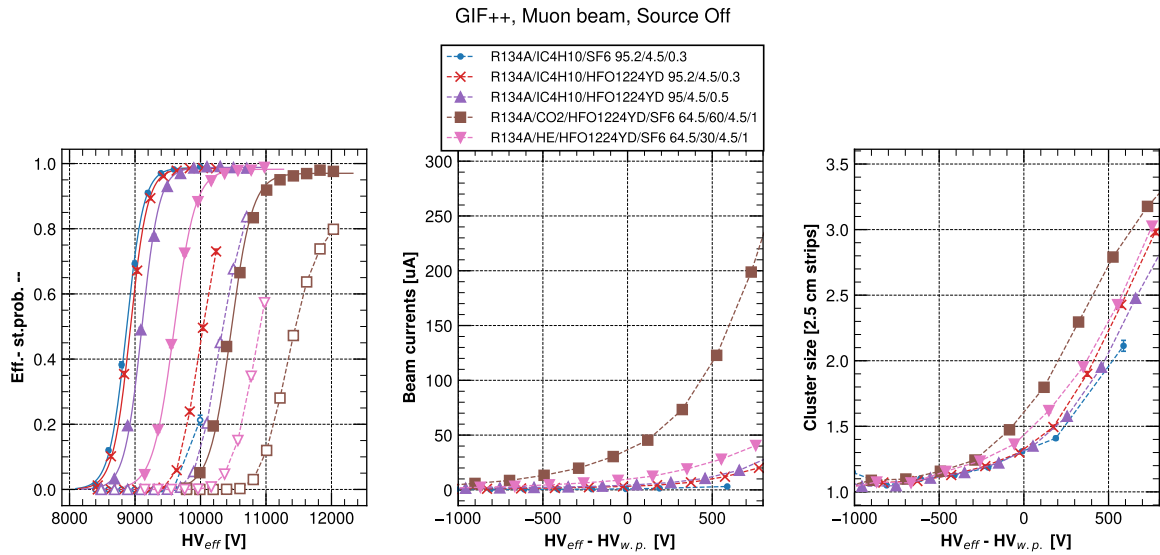 GIF++, Muon beam, Source Off
R134A/IC4H10/SF6 95.2/4.5/0.3
R134A/IC4H10/HFO1224YD 95.2/4.5/0.3
R134A/IC4H10/HFO1224YD 95/4.5/0.5
R134A/CO2/HFO1224YD/SF6 64.5/60/4.5/1
R134A/HE/HFO1224YD/SF6 64.5/30/4.5/1
Eff.- st.prob. --
1.0
0.8
0.6
0.4
0.2
0.0
8000 9000 10000 11000 12000
HVeff [V]
Beam currents [uA]
300
250
200
150
100
50
0
−1000 −500 0 500
HVeff - HVw.p. [V]
Cluster size [2.5 cm strips]
3.5
3.0
2.5
2.0
1.5
1.0
−1000 −500 0 500
HVeff - HVw.p. [V]